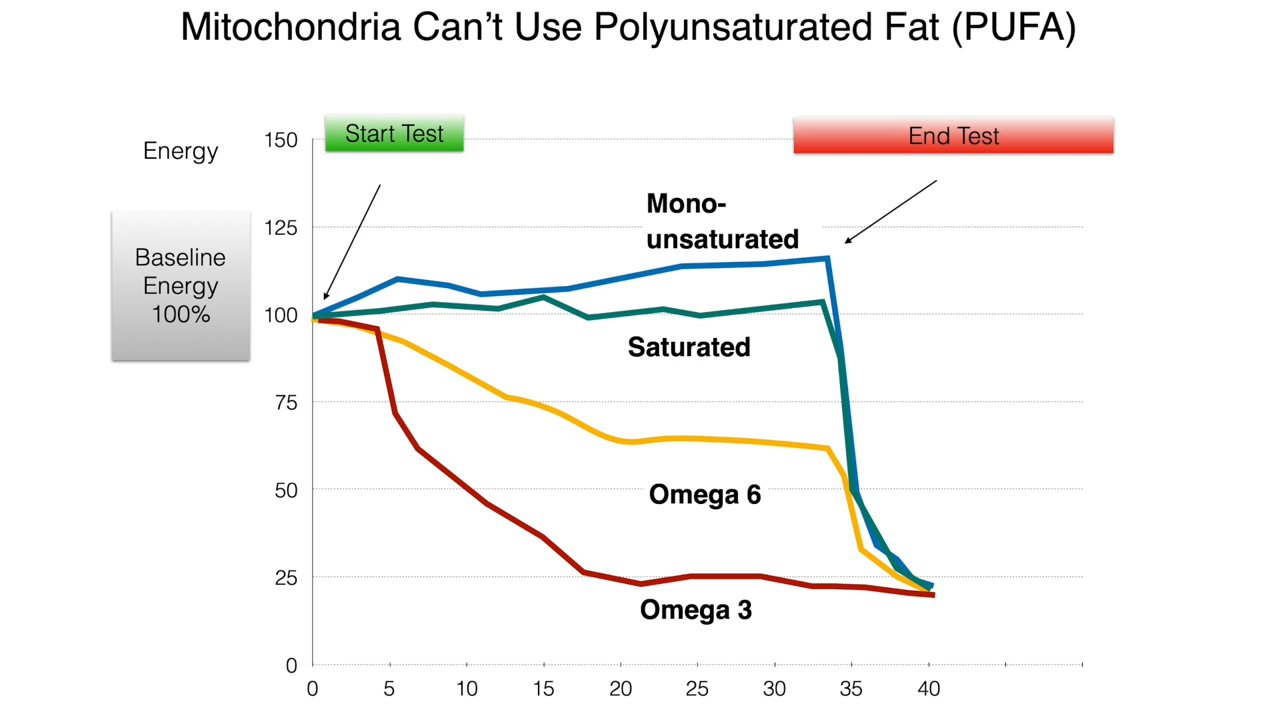 Mitochondria Can’t Use Polyunsaturated Fat (PUFA)
Start Test
End Test
Energy
Baseline
Energy
100%
150
125
100
75
50
25
0
Mono-
unsaturated
Saturated
Omega 6
Omega 3
0 5 10 15 20 25 30 35 40